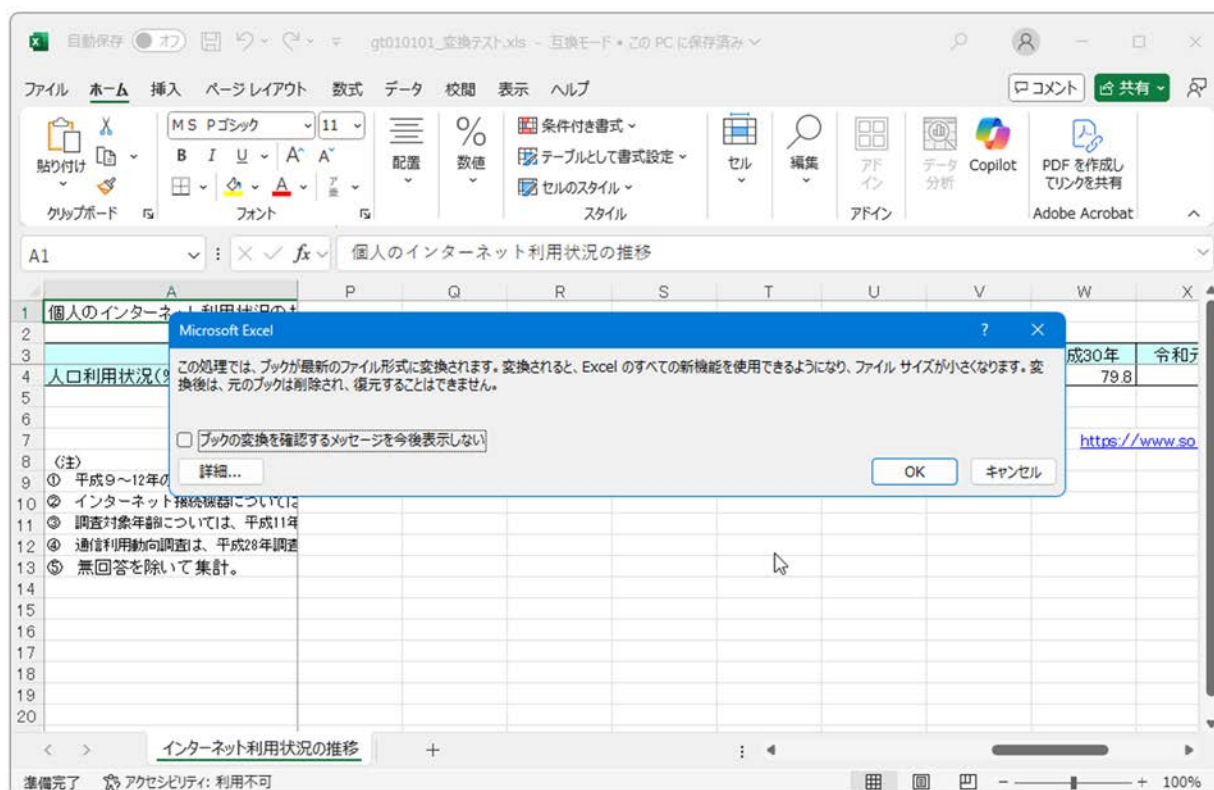 自動保存 オフ gt010101_変換テスト.xls - 互換モード • この PC に保存済み
ファイル ホーム 挿入 ページ レイアウト 数式 データ 校閲 表示 ヘルプ コメント 共有
貼り付け
クリップボード
MS Pゴシック 11
B I U A A
フォント
配置
数値
条件付き書式
テーブルとして書式設定
セルのスタイル
スタイル
セル
編集
アドイン
アドイン
データ分析
Copilot
PDF を作成し
てリンクを共有
Adobe Acrobat
A1 fx 個人のインターネット利用状況の推移
A P Q R S T U V W X
1 個人のインターネット利用状況の
2
3 成30年 令和元
4 人口利用状況(% 79.8
5
6
7 https://www.so
8 (注)
9 ① 平成9~12年の
10 ② インターネット接続機器については
11 ③ 調査対象年齢については、平成11年
12 ④ 通信利用動向調査は、平成28年調査
13 ⑤ 無回答を除いて集計。
14
15
16
17
18
19
20
Microsoft Excel ? ×
この処理では、ブックが最新のファイル形式に変換されます。変換されると、Excel のすべての新機能を使用できるようになり、ファイル サイズが小さくなります。変
換後は、元のブックは削除され、復元することはできません。
ブックの変換を確認するメッセージを今後表示しない
詳細... OK キャンセル
インターネット利用状況の推移
準備完了 アクセシビリティ: 利用不可 100%